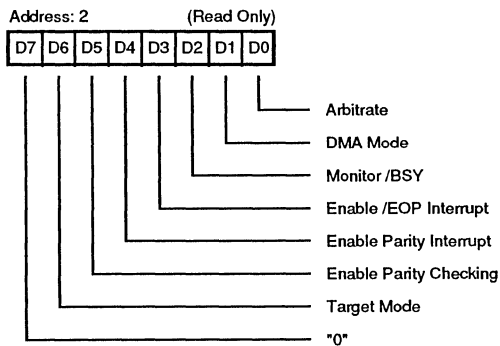 Address: 2 (Read Only)
D7 D6 D5 D4 D3 D2 D1 D0
Arbitrate
DMA Mode
Monitor /BSY
Enable /EOP Interrupt
Enable Parity Interrupt
Enable Parity Checking
Target Mode
"0"